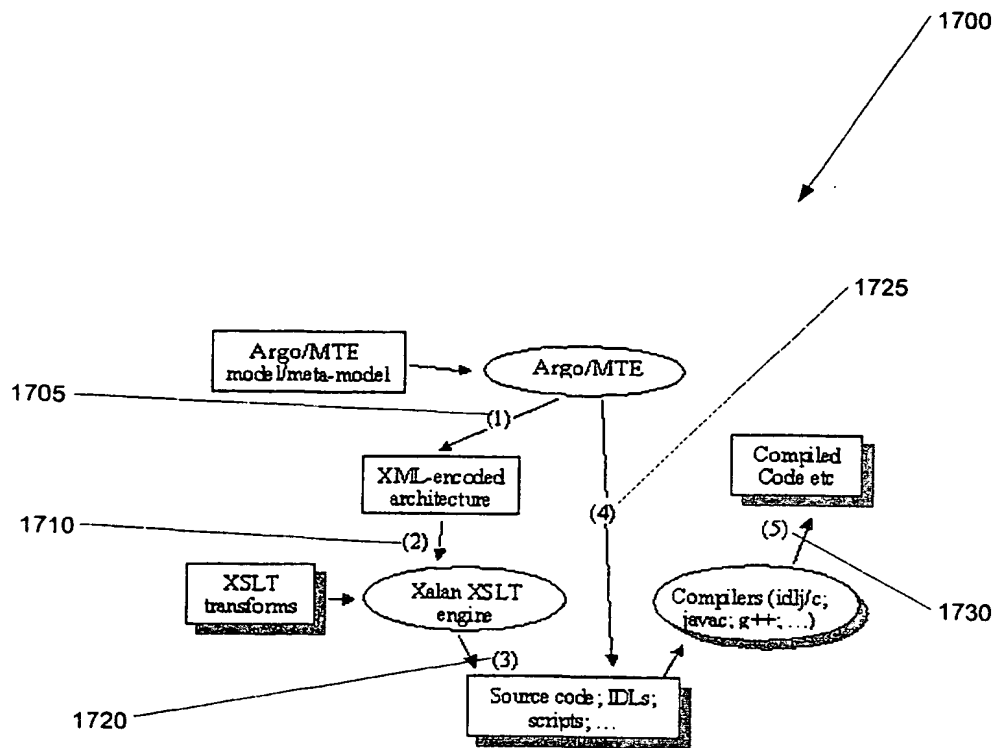 1700
1725
Argo/MTE
model/meta-model
Argo/MTE
1705
(1)
XML-encoded
architecture
Compiled
Code etc
(4)
1710
(2)
(5)
XSLT
transforms
Xalan XSLT
engine
Compilers (idlj/c;
javac; g++; ...)
1730
(3)
Source code; IDLs;
scripts; ...
1720